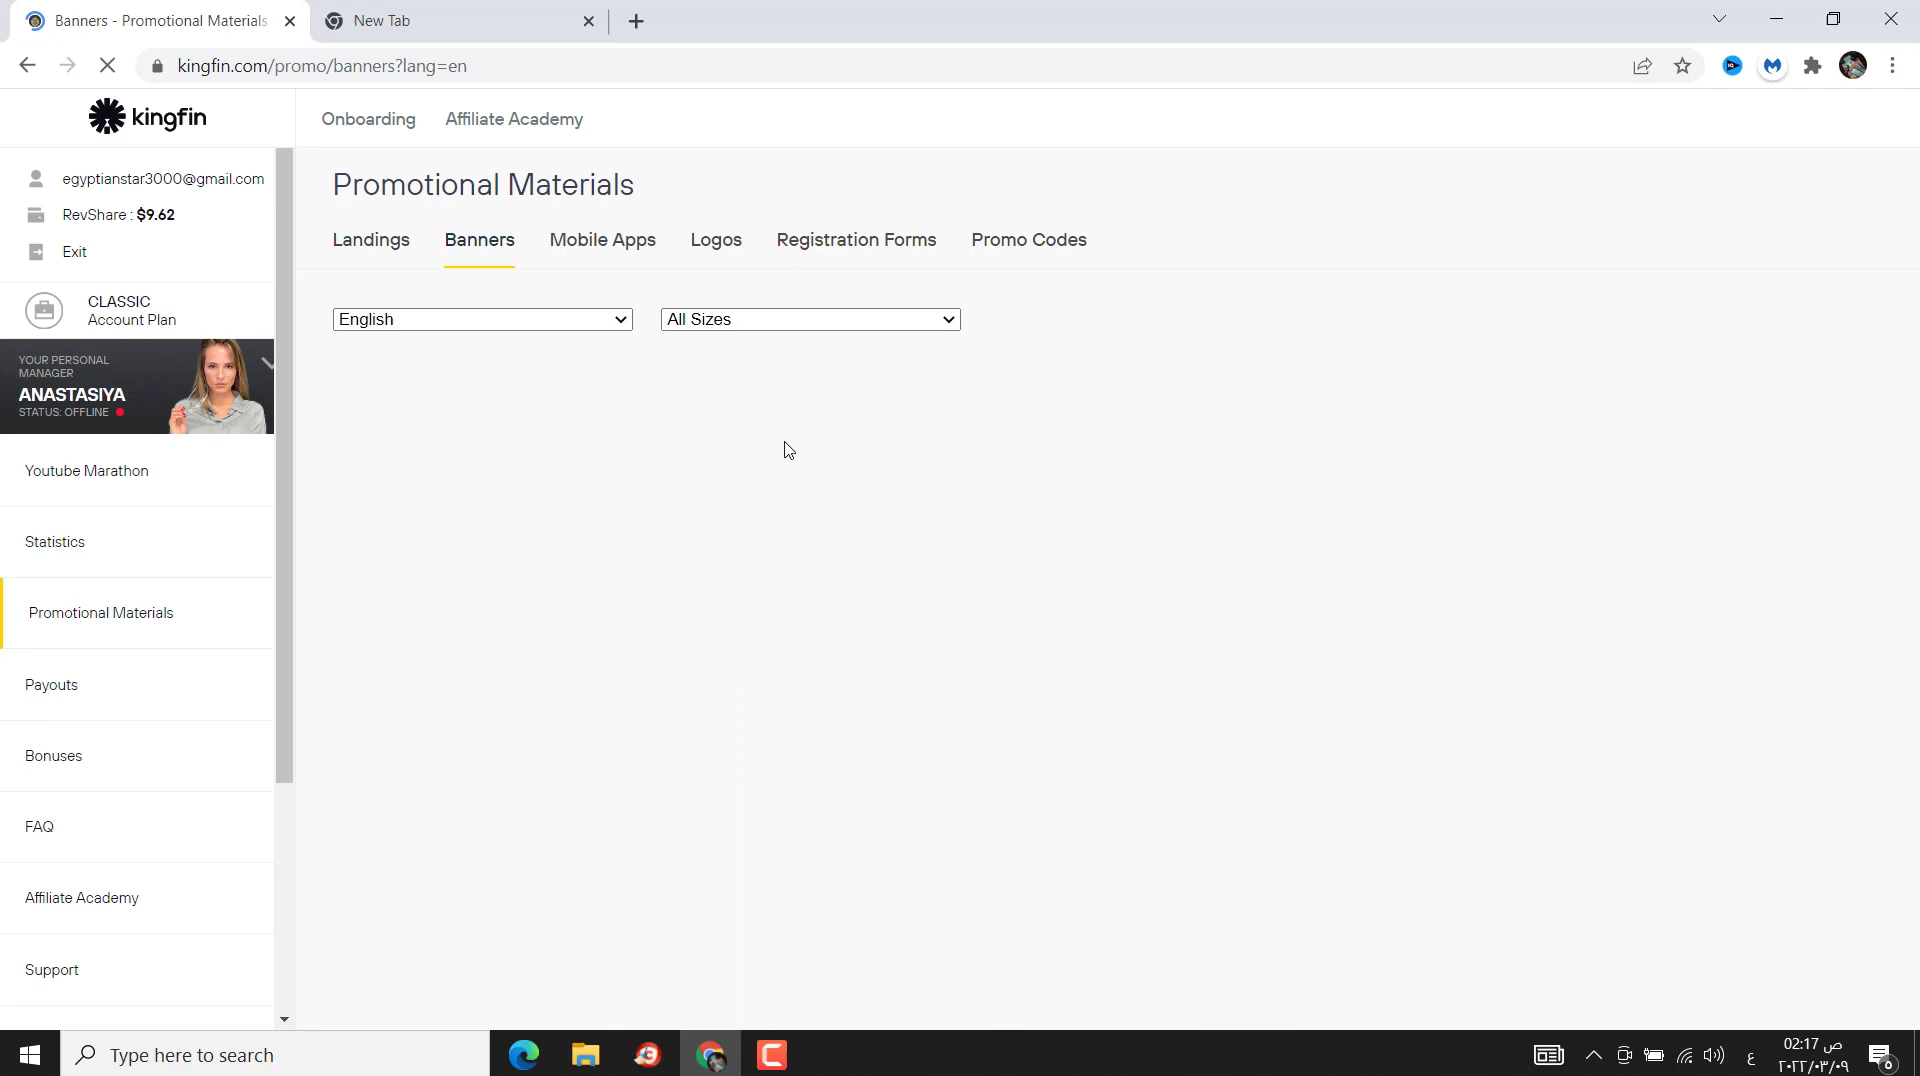 Banners - Promotional Materials
New Tab
kingfin.com/promo/banners?lang=en
kingfin
Onboarding
Affiliate Academy
egyptianstar3000@gmail.com
RevShare : $9.62
Exit
CLASSIC
Account Plan
YOUR PERSONAL
MANAGER
ANASTASIYA
STATUS: OFFLINE
Youtube Marathon
Statistics
Promotional Materials
Payouts
Bonuses
FAQ
Affiliate Academy
Support
Promotional Materials
Landings
Banners
Mobile Apps
Logos
Registration Forms
Promo Codes
English
All Sizes
Type here to search
ع
02:17 ص
٢٠٢٢/٠٣/٠٩
٥